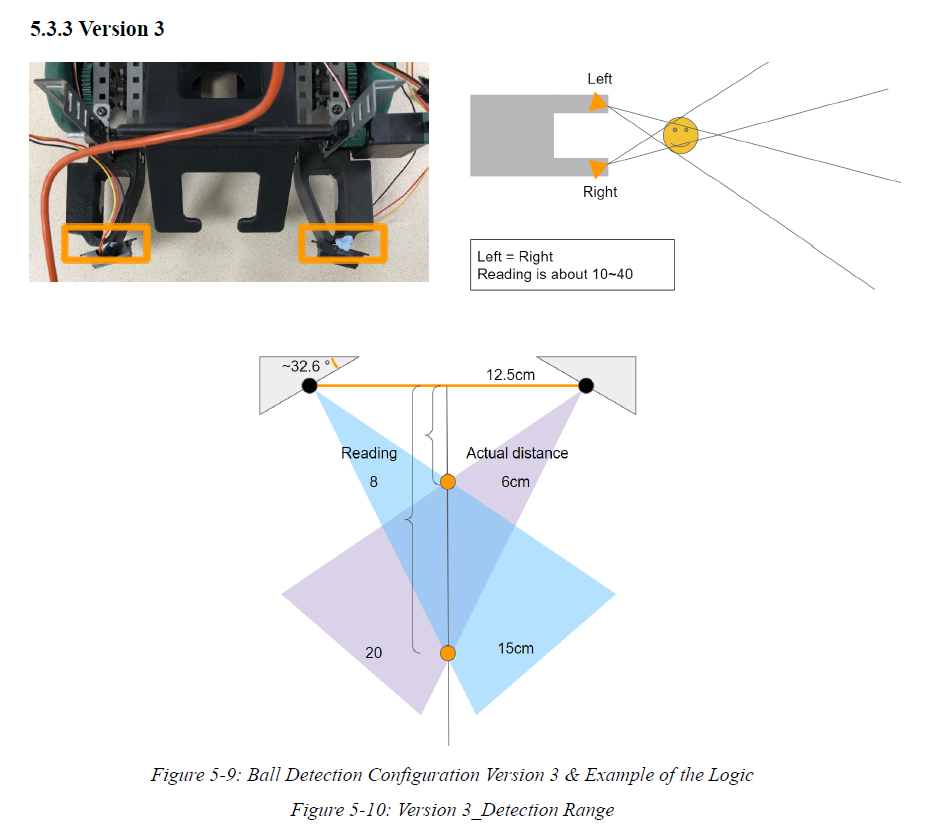 5.3.3 Version 3
Left
Right
Left = Right
Reading is about 10~40
~32.6 °
12.5cm
Reading
Actual distance
8
6cm
20
15cm
Figure 5-9: Ball Detection Configuration Version 3 & Example of the Logic
Figure 5-10: Version 3_Detection Range